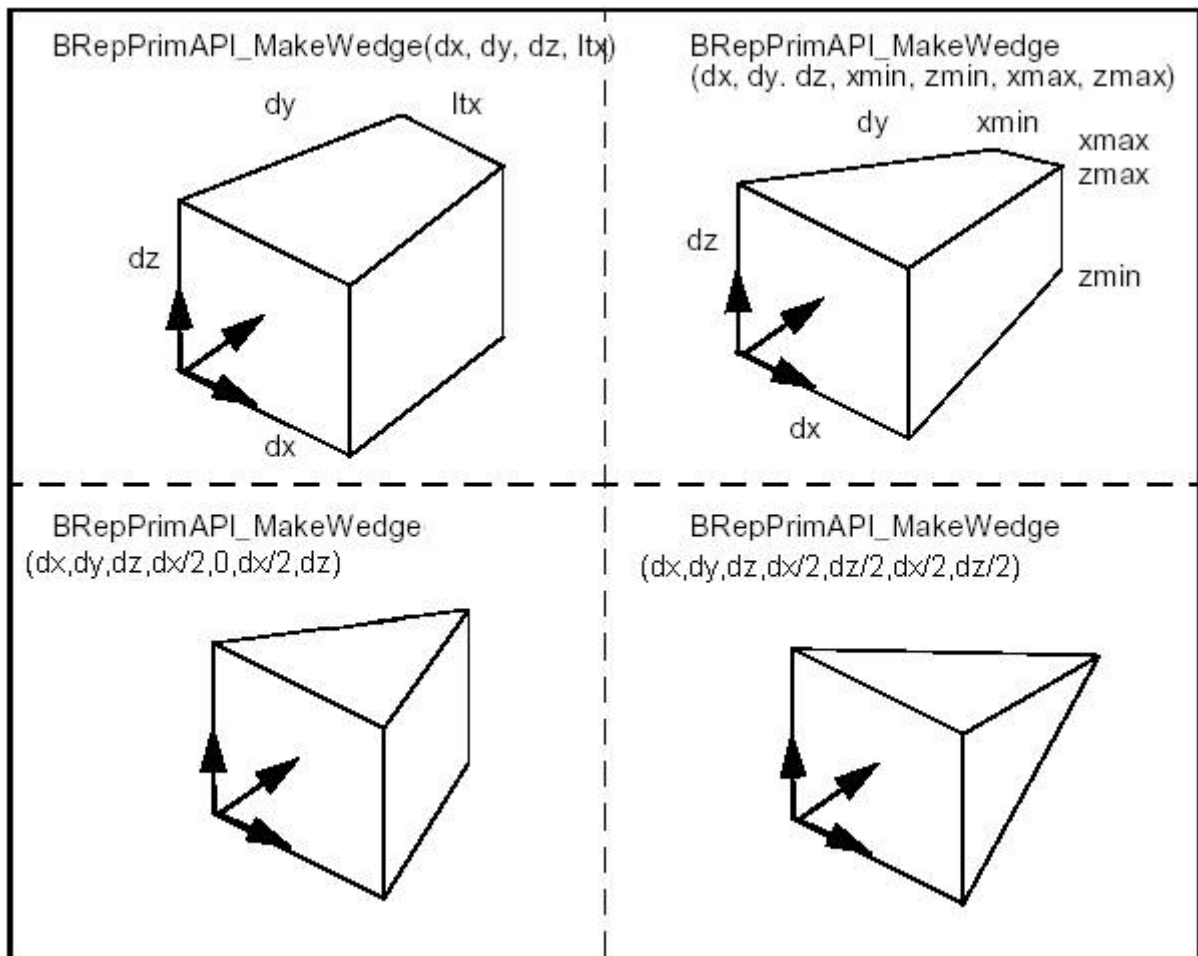 BRepPrimAPI_MakeWedge(dx, dy, dz, ltx)
dy
ltx
dz
dx
BRepPrimAPI_MakeWedge
(dx, dy. dz, xmin, zmin, xmax, zmax)
dy
xmin
xmax
zmax
dz
zmin
dx
BRepPrimAPI_MakeWedge
(dx,dy,dz,dx/2,0,dx/2,dz)
BRepPrimAPI_MakeWedge
(dx,dy,dz,dx/2,dz/2,dx/2,dz/2)